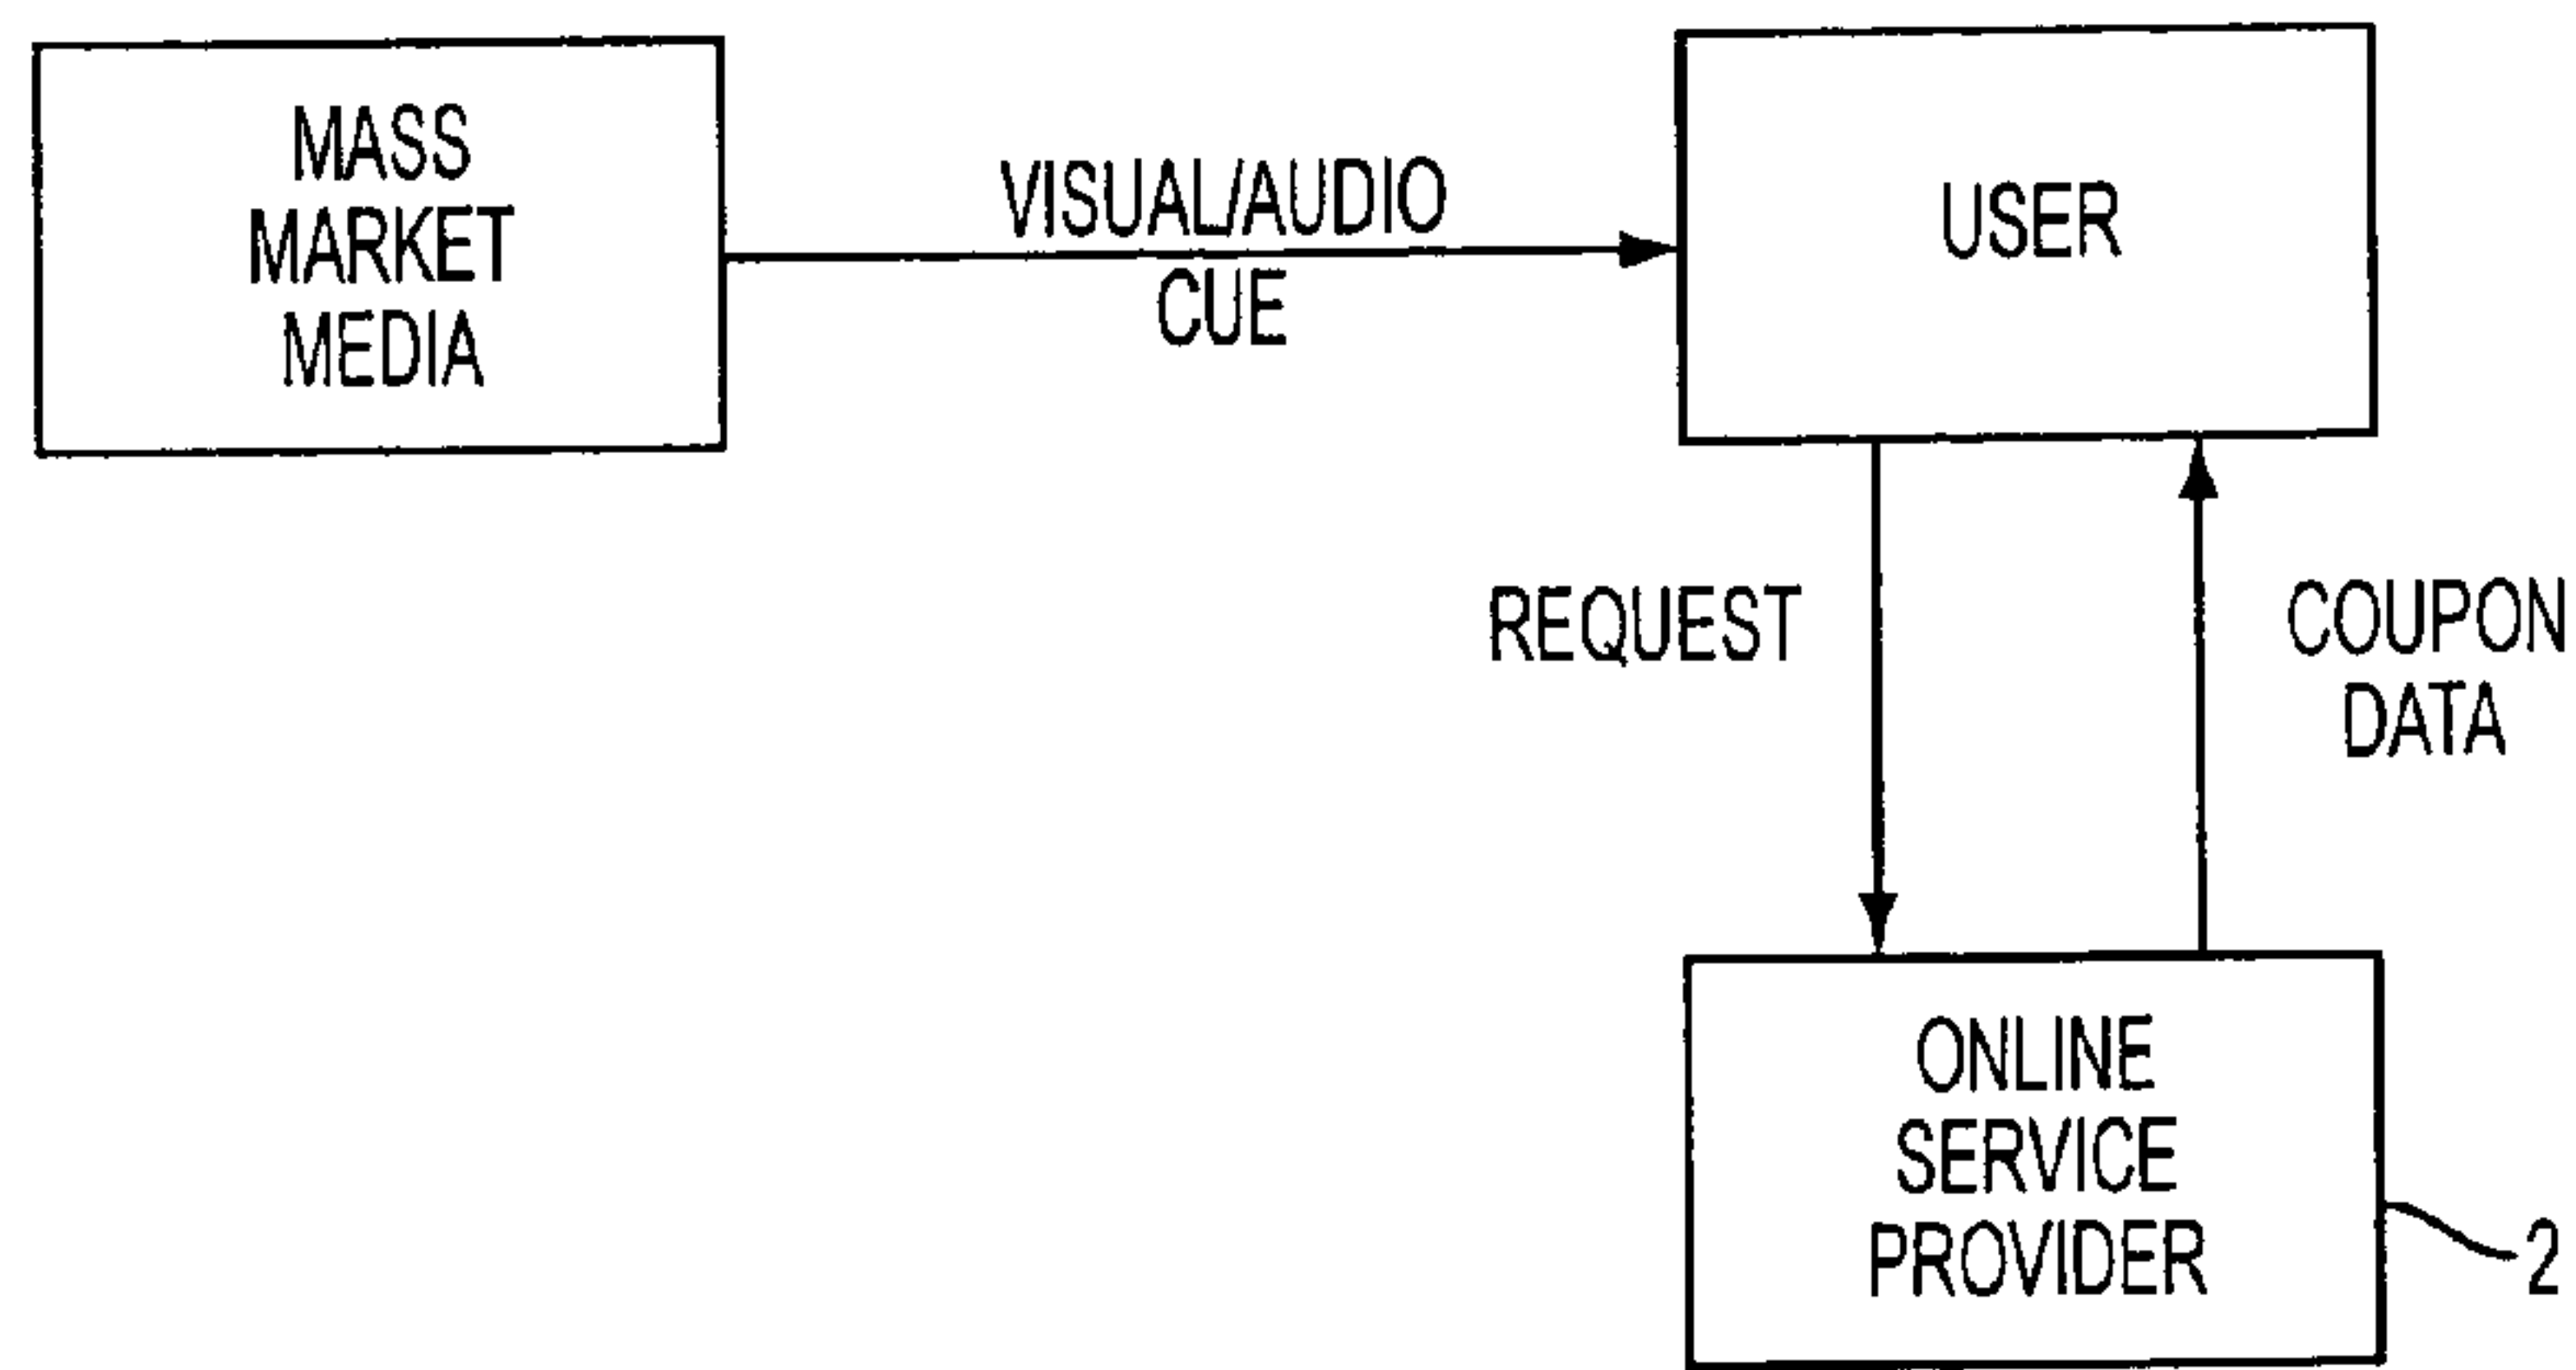 MASS
MARKET
MEDIA
VISUAL/AUDIO
CUE
USER
REQUEST
COUPON
DATA
ONLINE
SERVICE
PROVIDER
2